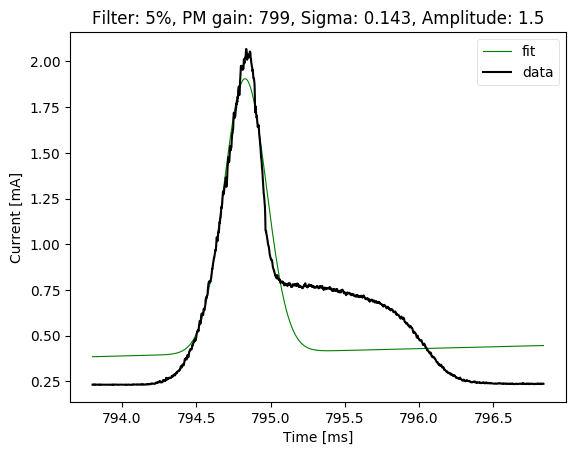 Filter: 5%, PM gain: 799, Sigma: 0.143, Amplitude: 1.5
fit
data
2.00
1.75
1.50
1.25
1.00
0.75
0.50
0.25
Current [mA]
794.0 794.5 795.0 795.5 796.0 796.5
Time [ms]